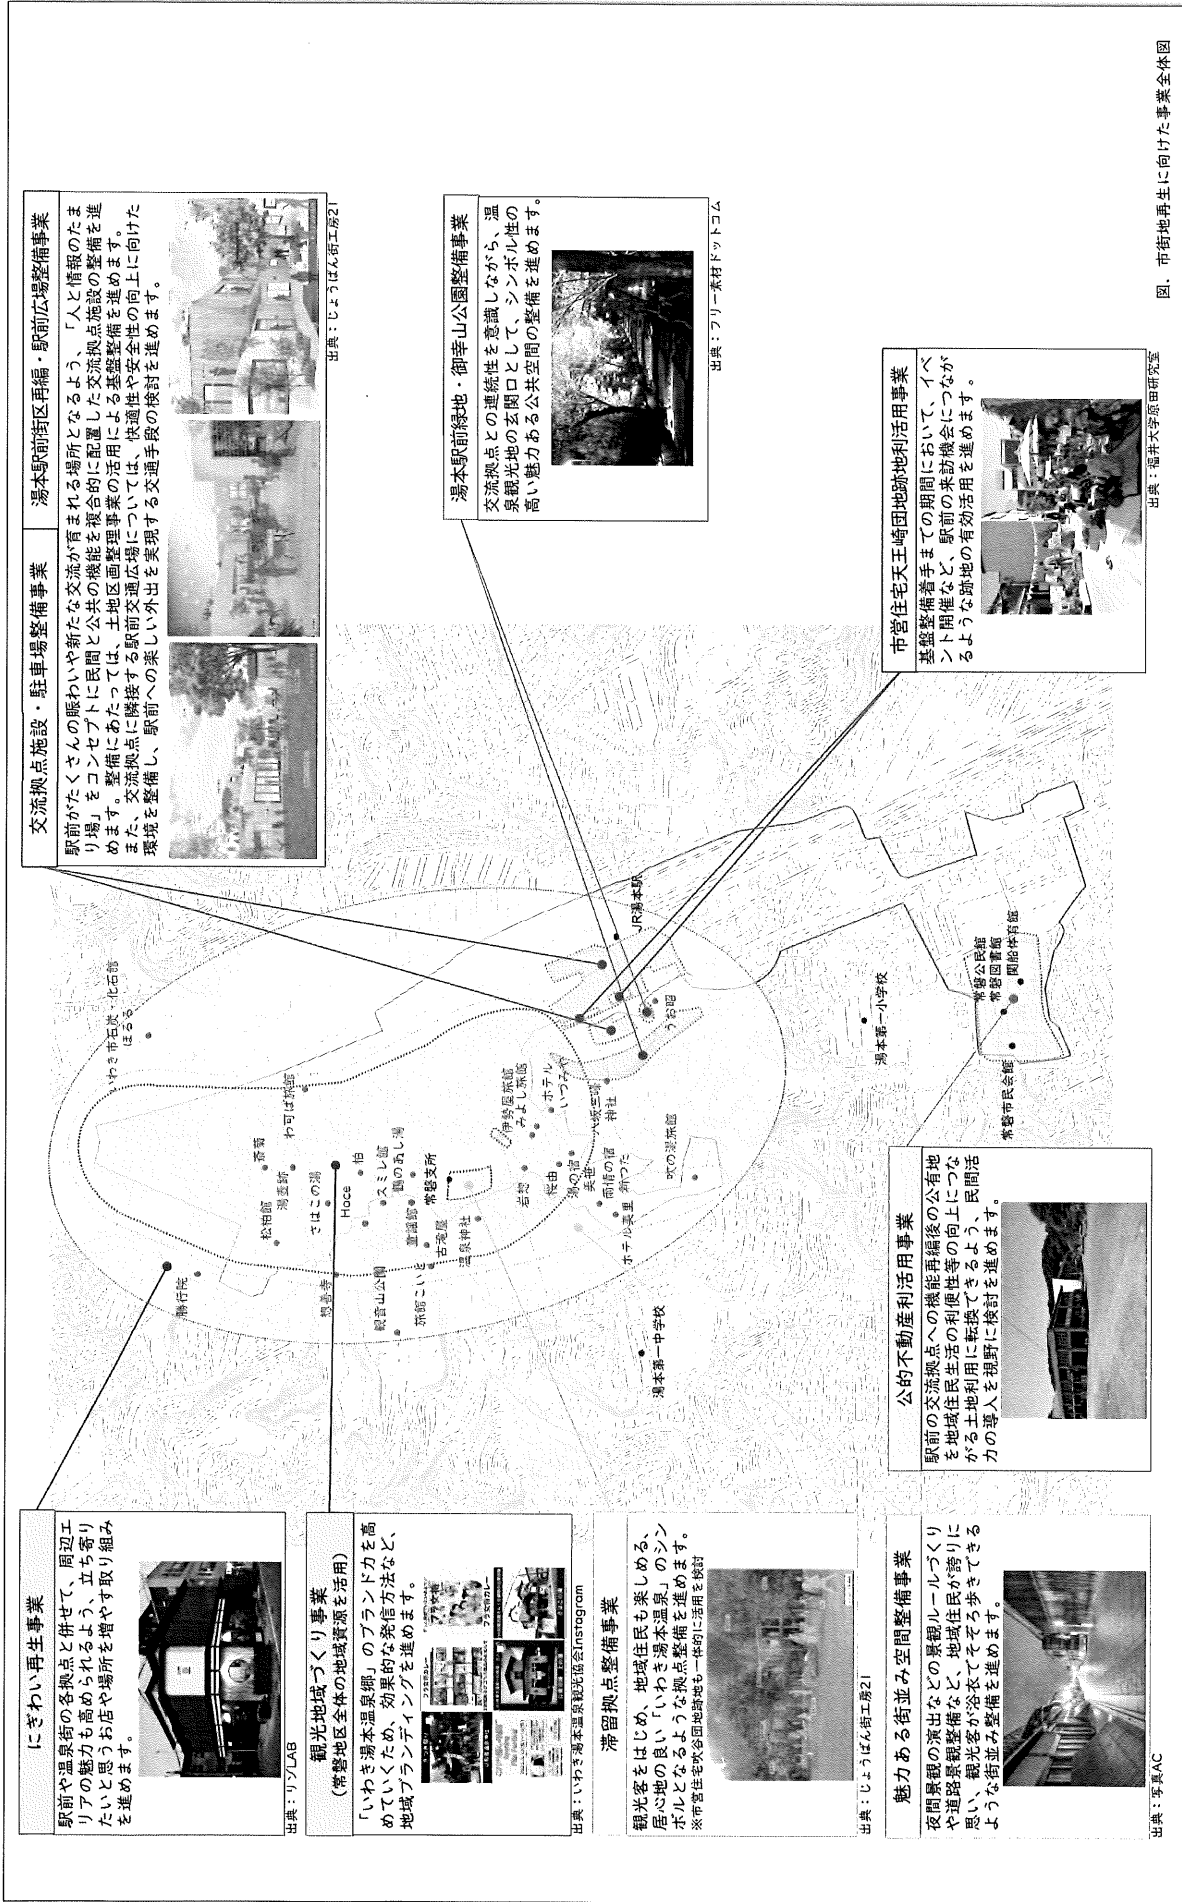 にぎわい再生事業
駅前や温泉街の各拠点と併せて、周辺エ
リアの魅力も高められるよう、立ち寄り
たいと思うお店や場所を増やす取り組み
を進めます。
出典：リノLAB
観光地域づくり事業
(常磐地区全体の地域資源を活用)
「いわき湯本温泉郷」のブランド力を高
めていくため、効果的な発信方法など、
地域ブランディングを進めます。
出典：いわき湯本温泉観光協会Instagram
滞留拠点整備事業
観光客をはじめ、地域住民も楽しめる、
居心地の良い「いわき湯本温泉」のシン
ボルとなるような拠点整備を進めます。
※市営住宅吹谷団地跡地も一体的に活用を検討
出典：じょうばん街工房21
魅力ある街並み空間整備事業
夜間景観の演出などの景観ルールづくり
や道路景観整備など、地域住民が誇りに
思い、観光客が浴衣でそぞろ歩きできる
ような街並み整備を進めます。
出典：写真AC
公的不動産利活用事業
駅前の交流拠点への機能再編後の公有地
を地域住民生活の利便性等の向上につな
がる土地利用に転換できるよう、民間活
力の導入を視野に検討を進めます。
交流拠点施設・駐車場整備事業
湯本駅前街区再編・駅前広場整備事業
駅前がたくさんの賑わいや新たな交流が育まれる場所となるよう、「人と情報のたま
り場」をコンセプトに民間と公共の機能を複合的に配置した交流拠点施設の整備を進
めます。整備にあたっては、土地区画整理事業の活用による基盤整備を進めます。
また、交流拠点に隣接する駅前交通広場については、快適性や安全性の向上に向けた
環境を整備し、駅前への楽しい外出を実現する交通手段の検討を進めます。
出典：じょうばん街工房21
湯本駅前緑地・御幸山公園整備事業
交流拠点との連続性を意識しながら、温
泉観光地の玄関口として、シンボル性の
高い魅力ある公共空間の整備を進めます。
出典：フリー素材ドットコム
市営住宅天王崎団地跡地利活用事業
基盤整備着手までの期間において、イベ
ント開催など、駅前の来訪機会につなが
るような跡地の有効活用を進めます。
出典：福井大学原田研究室
いわき市石炭・化石館
ほるる
勝行院
松柏館
斎菊
湯壺跡
わ可ば旅館
さはこの湯
Hace
伯
惣善寺
スミレ館
鶴のあし湯
観音山公園
童謡館
常磐支所
旅館こいと
古滝屋
温泉神社
伊勢屋旅館
みよし旅館
岩惣
ホテル
いづみや
桜由
湯の宿
美世
雨情の宿
新つた
八坂三磯
神社
ホテル美里
吹の湯旅館
うお昭
JR湯本駅
湯本第一中学校
湯本第一小学校
常磐市民会館
常磐公民館
常磐図書館
関船体育館
図. 市街地再生に向けた事業全体図